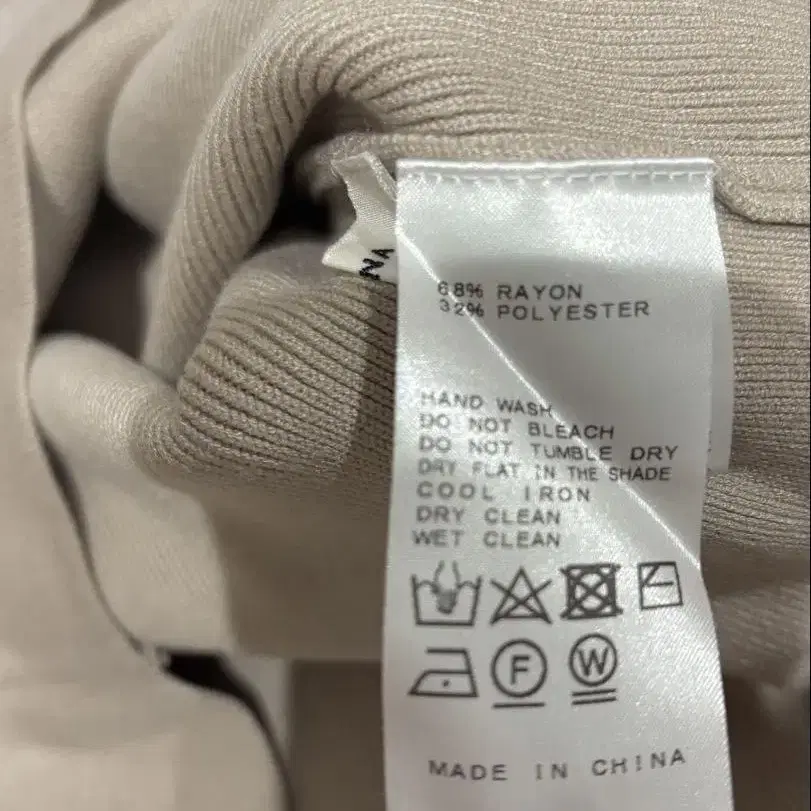 NA
68% RAYON
32% POLYESTER
HAND WASH
DO NOT BLEACH
DO NOT TUMBLE DRY
DRY FLAT IN THE SHADE
COOL IRON
DRY CLEAN
WET CLEAN
F W
MADE IN CHINA